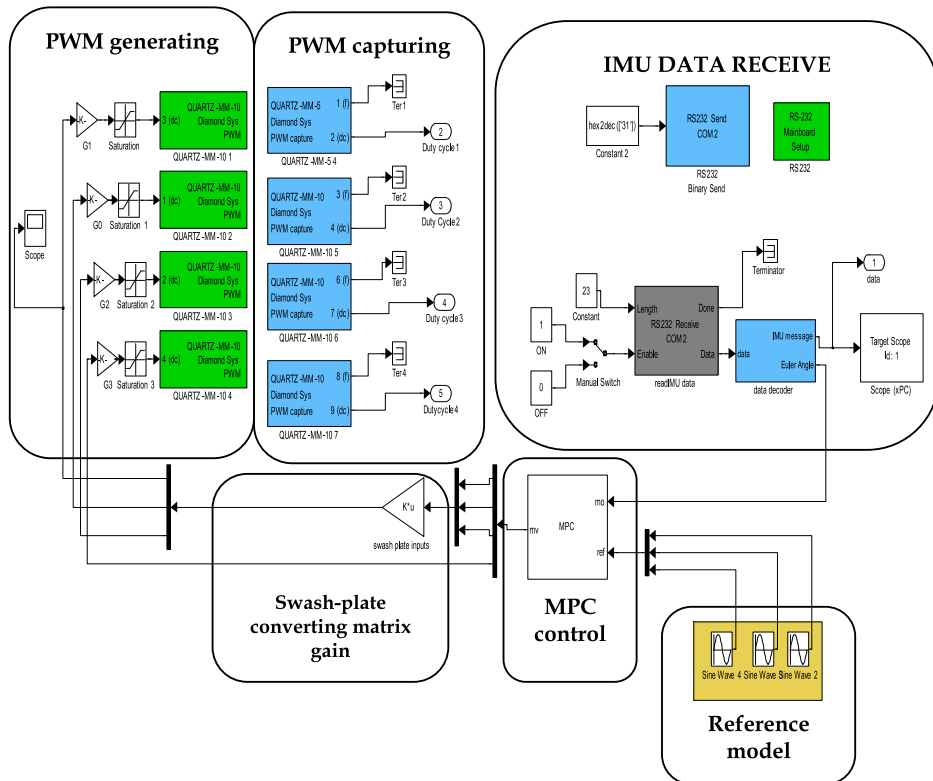 PWM generating
-K-
G1
Saturation
3 (dc)
QUARTZ -MM-10
Diamond Sys
PWM
QUARTZ -MM-10 1
-K-
G0
Saturation 1
1 (dc)
QUARTZ -MM-10
Diamond Sys
PWM
QUARTZ -MM-10 2
Scope
-K-
G2
Saturation 2
2 (dc)
QUARTZ -MM-10
Diamond Sys
PWM
QUARTZ -MM-10 3
-K-
G3
Saturation 3
4 (dc)
QUARTZ -MM-10
Diamond Sys
PWM
QUARTZ -MM-10 4
PWM capturing
QUARTZ -MM-5
Diamond Sys
PWM capture
1 (f)
2 (dc)
QUARTZ -MM-5 4
Ter1
2
Duty cycle1
QUARTZ -MM-10
Diamond Sys
PWM capture
3 (f)
4 (dc)
QUARTZ -MM-10 5
Ter2
3
Duty Cycle2
QUARTZ -MM-10
Diamond Sys
PWM capture
6 (f)
7 (dc)
QUARTZ -MM-10 6
Ter3
4
Duty cycle3
QUARTZ -MM-10
Diamond Sys
PWM capture
8 (f)
9 (dc)
QUARTZ -MM-10 7
Ter4
5
Dutycycle4
IMU DATA RECEIVE
hex2dec (['31'])
Constant 2
RS232 Send
COM2
RS232
Binary Send
RS-232
Mainboard
Setup
RS232
Terminator
1
data
23
Constant
1
ON
0
OFF
Manual Switch
Length
Enable
RS232 Receive
COM2
Done
Data
readIMU data
data
IMU message
Euler Angle
data decoder
Target Scope
Id: 1
Scope (xPC)
K*u
swash plate inputs
Swash-plate
converting matrix
gain
MPC
mv
mo
ref
MPC
control
Sine Wave 4
Sine Wave
Sine Wave 2
Reference
model